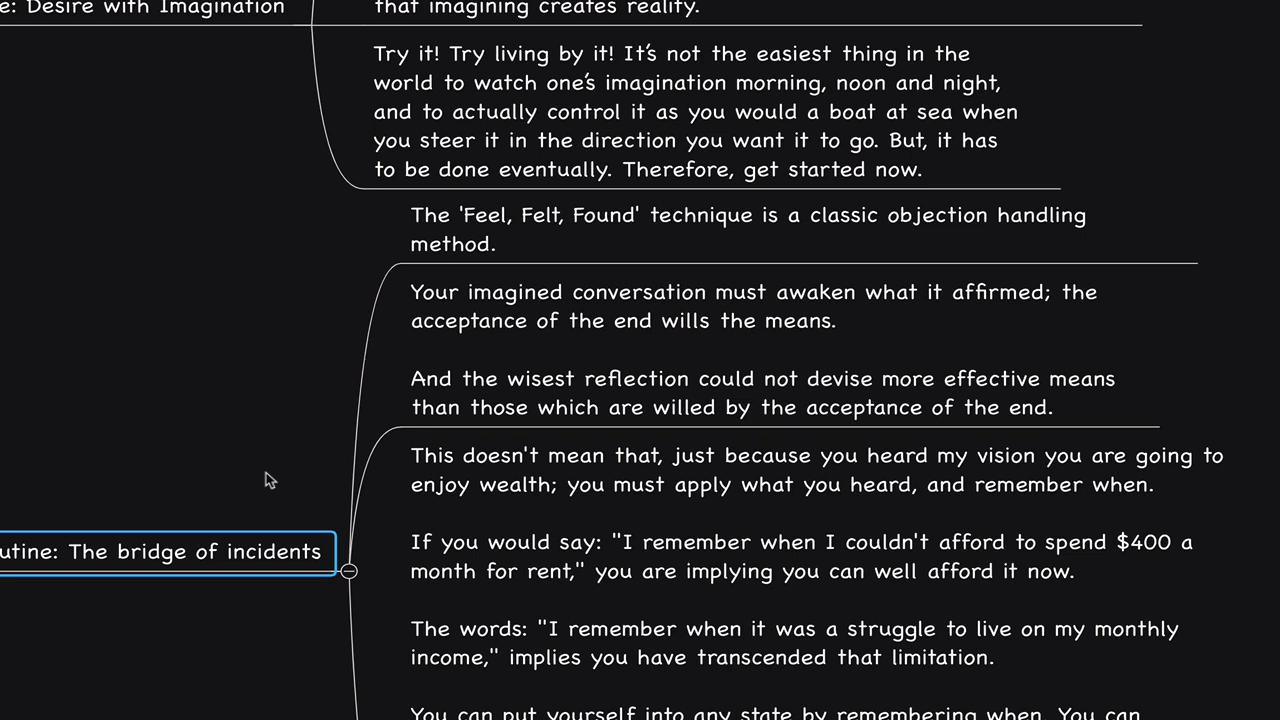 e: Desire with Imagination
that imagining creates reality.
Try it! Try living by it! It's not the easiest thing in the
world to watch one's imagination morning, noon and night,
and to actually control it as you would a boat at sea when
you steer it in the direction you want it to go. But, it has
to be done eventually. Therefore, get started now.
The 'Feel, Felt, Found' technique is a classic objection handling
method.
Your imagined conversation must awaken what it affirmed; the
acceptance of the end wills the means.
And the wisest reflection could not devise more effective means
than those which are willed by the acceptance of the end.
utine: The bridge of incidents
This doesn't mean that, just because you heard my vision you are going to
enjoy wealth; you must apply what you heard, and remember when.
If you would say: "I remember when I couldn't afford to spend $400 a
month for rent," you are implying you can well afford it now.
The words: "I remember when it was a struggle to live on my monthly
income," implies you have transcended that limitation.
You can put yourself into any state by remembering when. You can